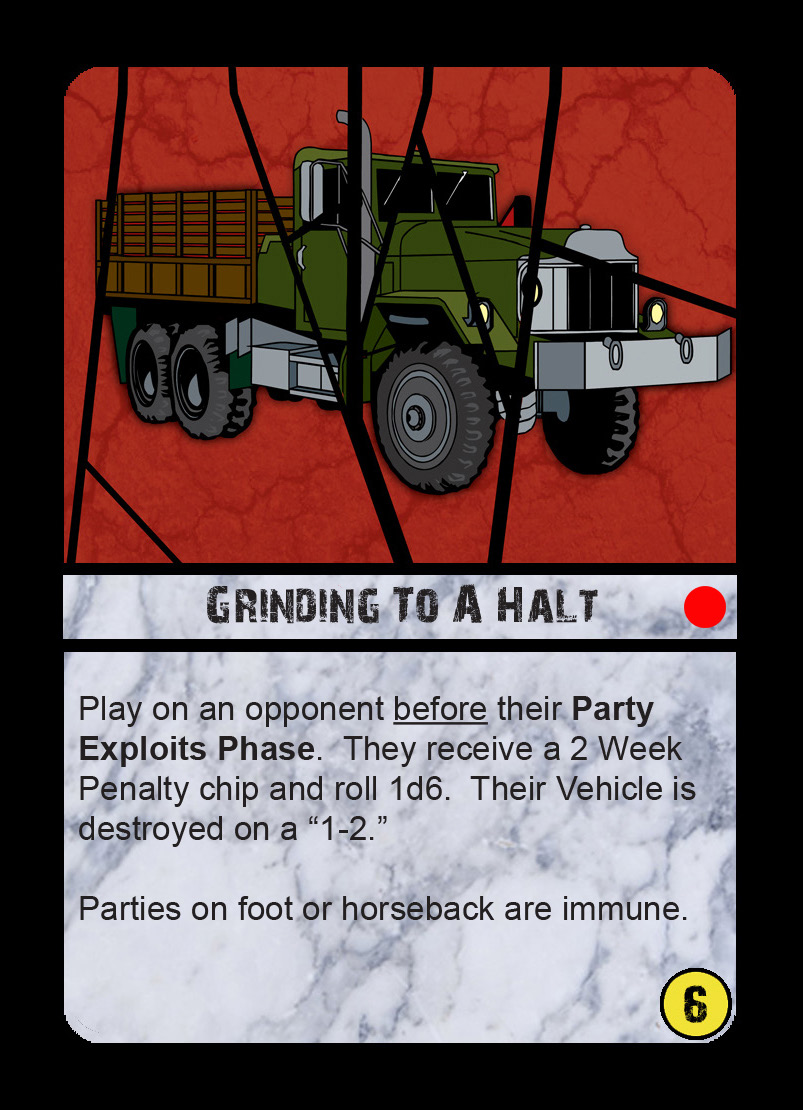 Grinding To A Halt
Play on an opponent before their Party
Exploits Phase.  They receive a 2 Week
Penalty chip and roll 1d6.  Their Vehicle is
destroyed on a “1-2.”
Parties on foot or horseback are immune.
6